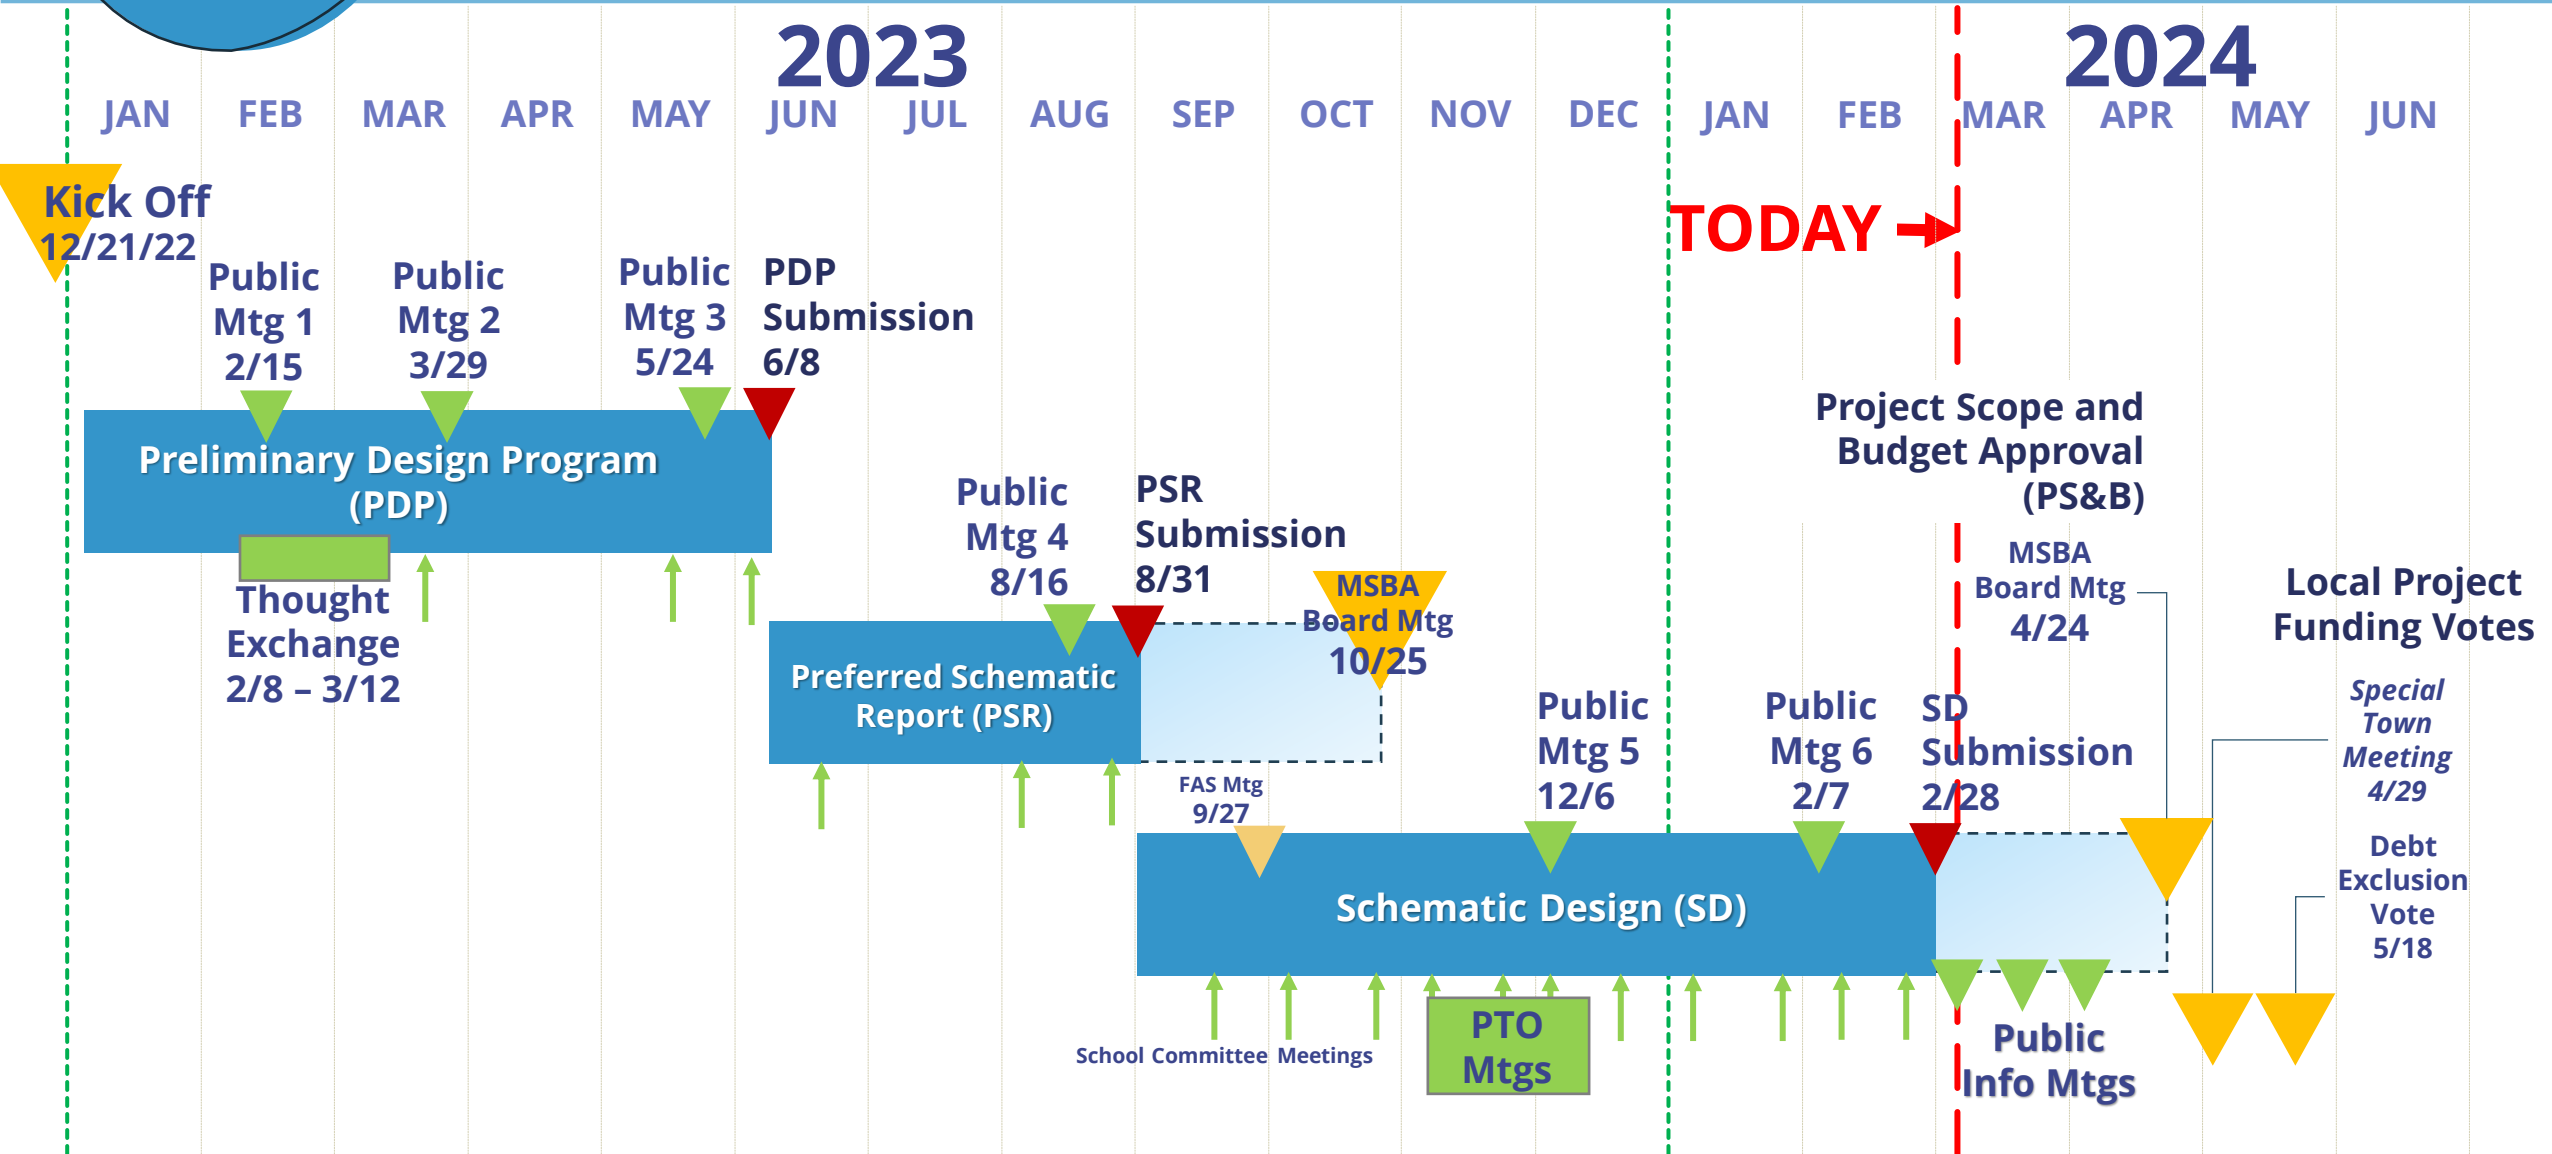 2023
2024
JAN FEB MAR APR MAY JUN JUL AUG SEP OCT NOV DEC JAN FEB MAR APR MAY JUN
Kick Off
12/21/22
TODAY
Public
Mtg 1
2/15
Public
Mtg 2
3/29
Public
Mtg 3
5/24
PDP
Submission
6/8
Preliminary Design Program
(PDP)
Thought
Exchange
2/8 – 3/12
Public
Mtg 4
8/16
PSR
Submission
8/31
MSBA
Board Mtg
10/25
Preferred Schematic
Report (PSR)
Project Scope and
Budget Approval
(PS&B)
MSBA
Board Mtg
4/24
Local Project
Funding Votes
Special
Town
Meeting
4/29
Debt
Exclusion
Vote
5/18
FAS Mtg
9/27
Public
Mtg 5
12/6
Public
Mtg 6
2/7
SD
Submission
2/28
Schematic Design (SD)
School Committee Meetings
PTO
Mtgs
Public
Info Mtgs